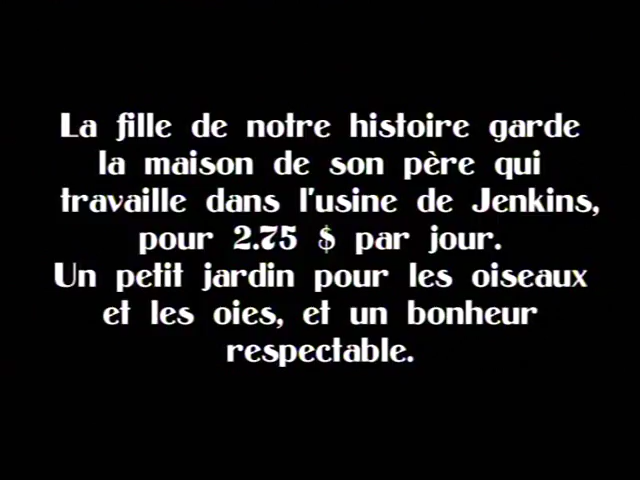 La fille de notre histoire garde
la maison de son père qui
travaille dans l'usine de Jenkins,
pour 2.75 $ par jour.
Un petit jardin pour les oiseaux
et les oies, et un bonheur
respectable.